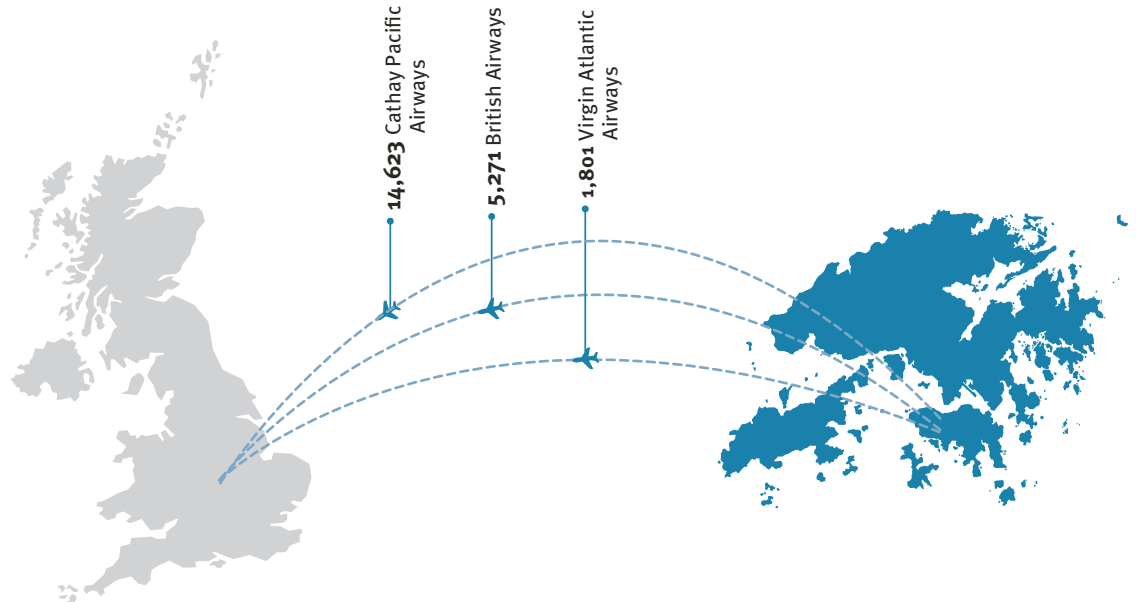 14,623 Cathay Pacific
Airways
5,271 British Airways
1,801 Virgin Atlantic
Airways